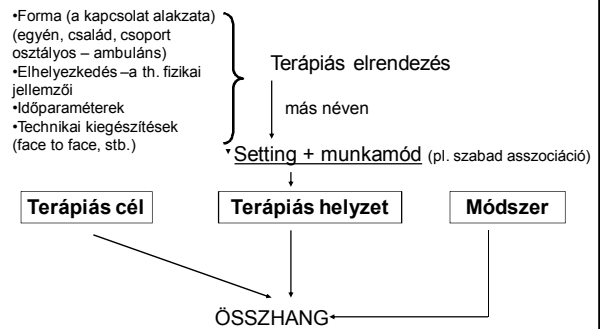 •Forma (a kapcsolat alakzata)
(egyén, család, csoport
osztályos – ambuláns)
•Elhelyezkedés –a th. fizikai
jellemzői
•Időparaméterek
•Technikai kiegészítések
(face to face, stb.)
Terápiás elrendezés
más néven
Setting + munkamód (pl. szabad asszociáció)
Terápiás cél
Terápiás helyzet
Módszer
ÖSSZHANG